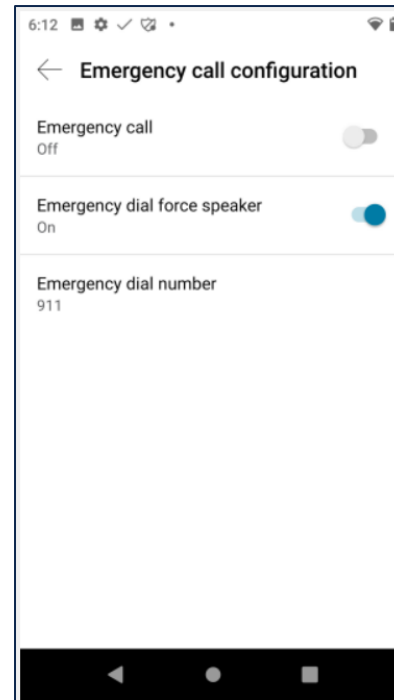 6:12
Emergency call configuration
Emergency call
Off
Emergency dial force speaker
On
Emergency dial number
911